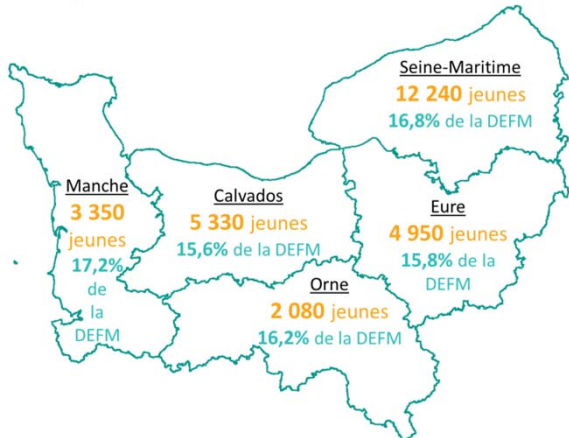 Seine-Maritime
12 240 jeunes
16,8% de la DEFM
Manche
3 350
jeunes
17,2%
de
la
DEFM
Calvados
5 330 jeunes
15,6% de la DEFM
Eure
4 950 jeunes
15,8% de la
DEFM
Orne
2 080 jeunes
16,2% de la DEFM